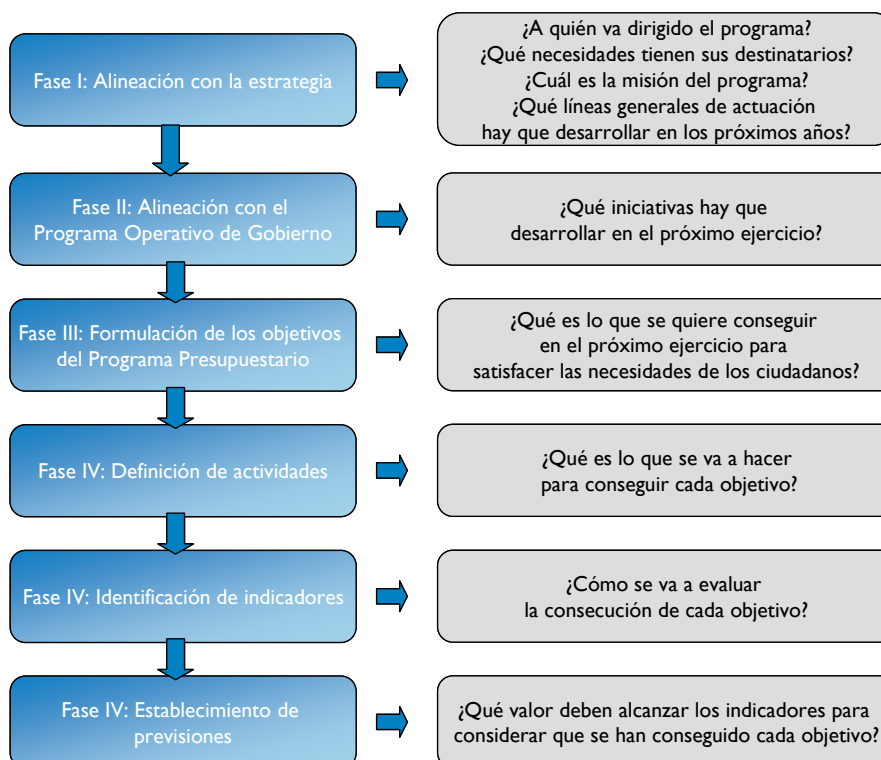 Fase I: Alineación con la estrategia
¿A quién va dirigido el programa?
¿Qué necesidades tienen sus destinatarios?
¿Cuál es la misión del programa?
¿Qué líneas generales de actuación
hay que desarrollar en los próximos años?
Fase II: Alineación con el
Programa Operativo de Gobierno
¿Qué iniciativas hay que
desarrollar en el próximo ejercicio?
Fase III: Formulación de los objetivos
del Programa Presupuestario
¿Qué es lo que se quiere conseguir
en el próximo ejercicio para
satisfacer las necesidades de los ciudadanos?
Fase IV: Definición de actividades
¿Qué es lo que se va a hacer
para conseguir cada objetivo?
Fase IV: Identificación de indicadores
¿Cómo se va a evaluar
la consecución de cada objetivo?
Fase IV: Establecimiento de
previsiones
¿Qué valor deben alcanzar los indicadores para
considerar que se han conseguido cada objetivo?